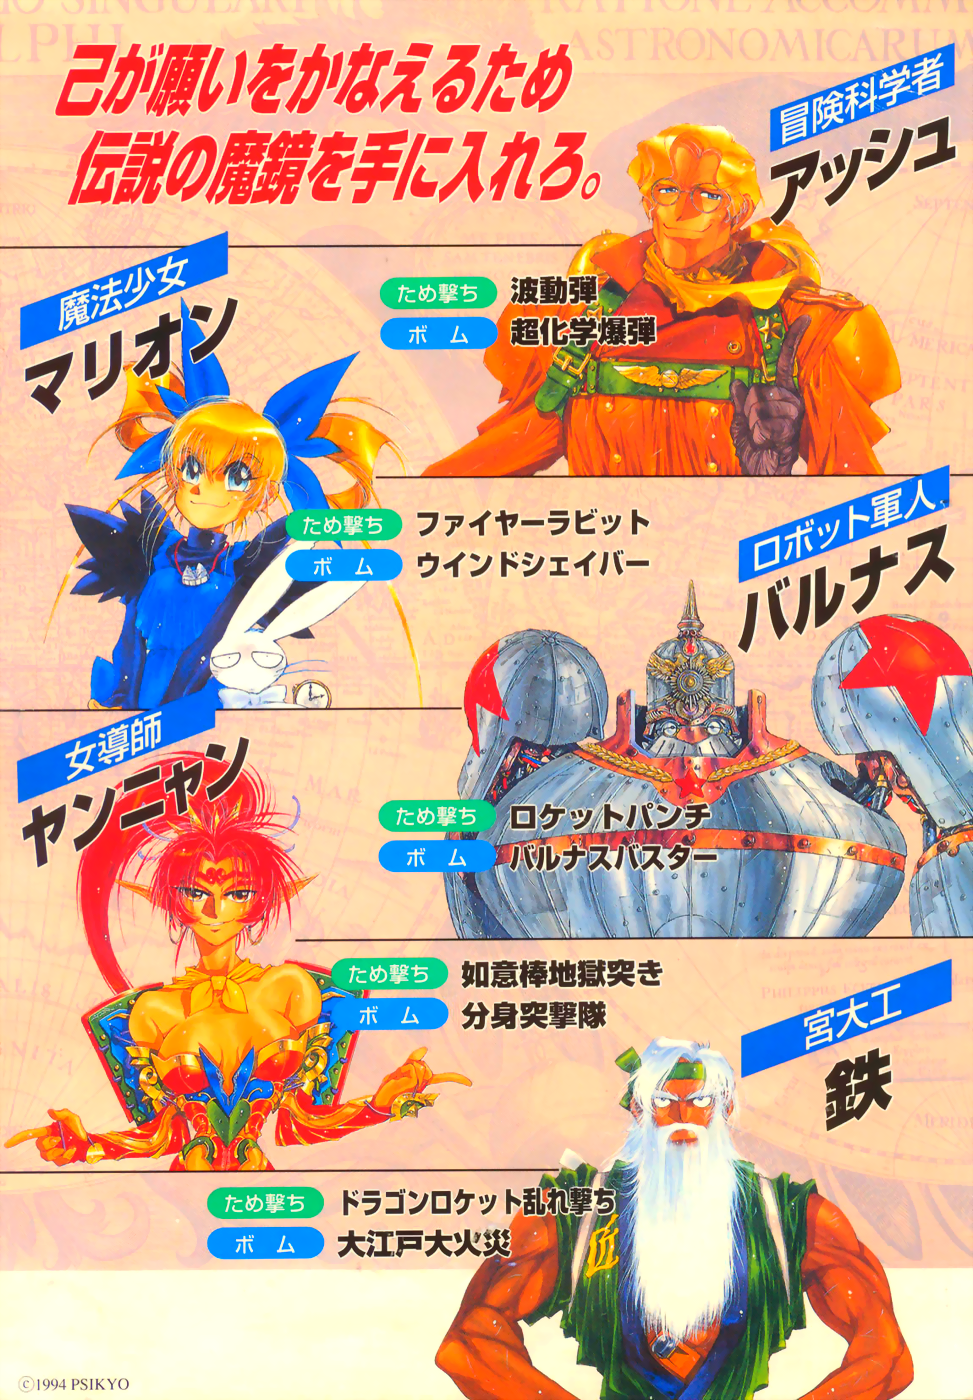 己が願いをかなえるため
伝説の魔鏡を手に入れろ。
冒険科学者
アッシュ
ため撃ち 波動弾
ボム 超化学爆弾
魔法少女
マリオン
ため撃ち ファイヤーラビット
ボム ウインドシェイバー
ロボット軍人
バルナス
ため撃ち ロケットパンチ
ボム バルナスバスター
女導師
ヤンニャン
ため撃ち 如意棒地獄突き
ボム 分身突撃隊
宮大工
鉄
ため撃ち ドラゴンロケット乱れ撃ち
ボム 大江戸大火災
匠
©1994 PSIKYO